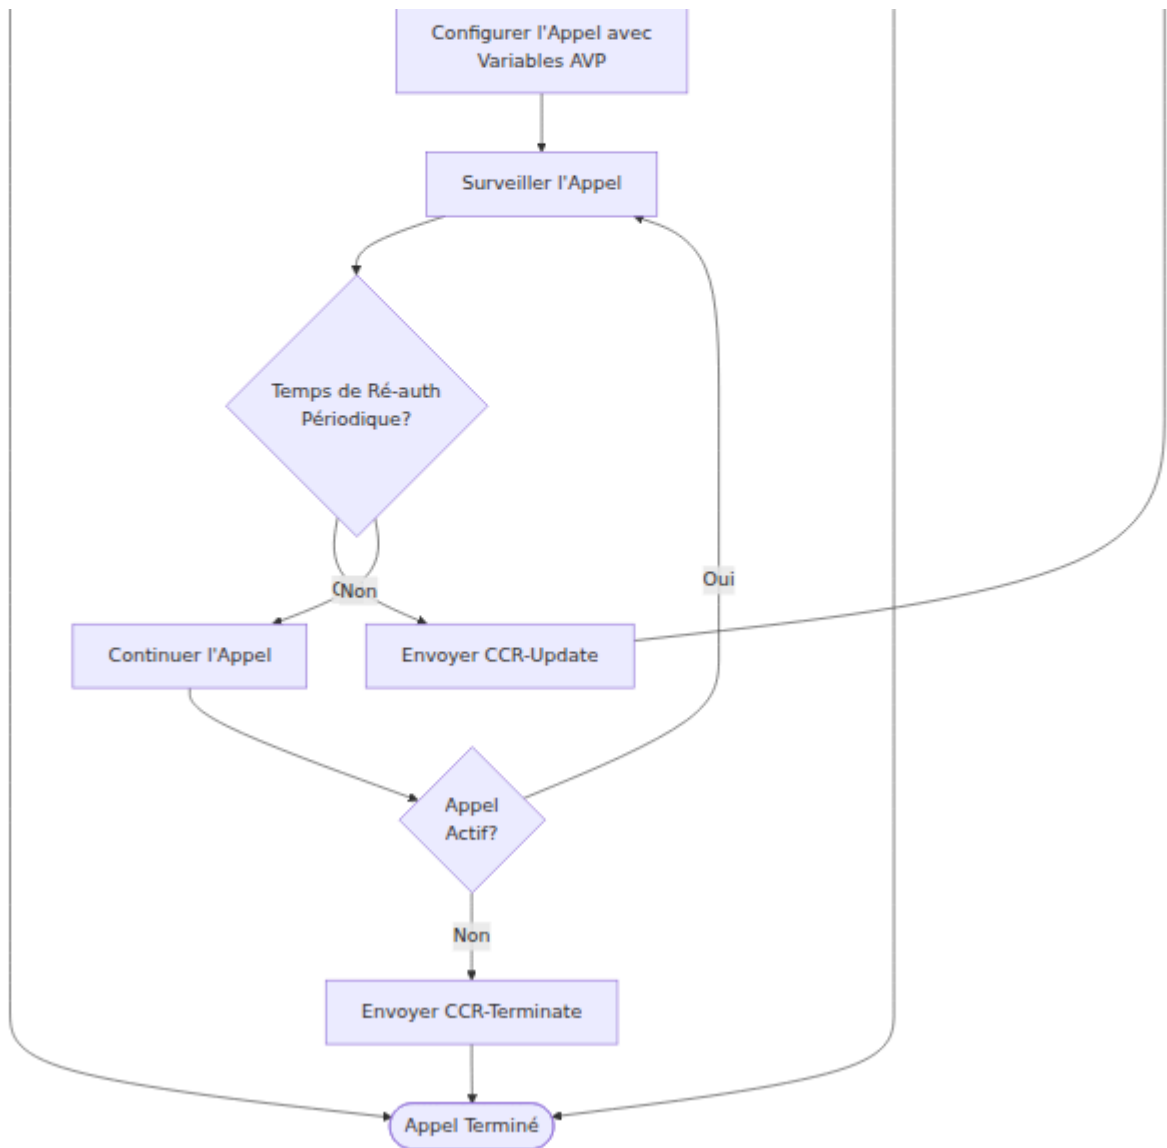 Configurer l'Appel avec
Variables AVP
Surveiller l'Appel
Temps de Ré-auth
Périodique?
Oui
Non
Continuer l'Appel
Envoyer CCR-Update
Appel
Actif?
Non
Envoyer CCR-Terminate
Appel Terminé